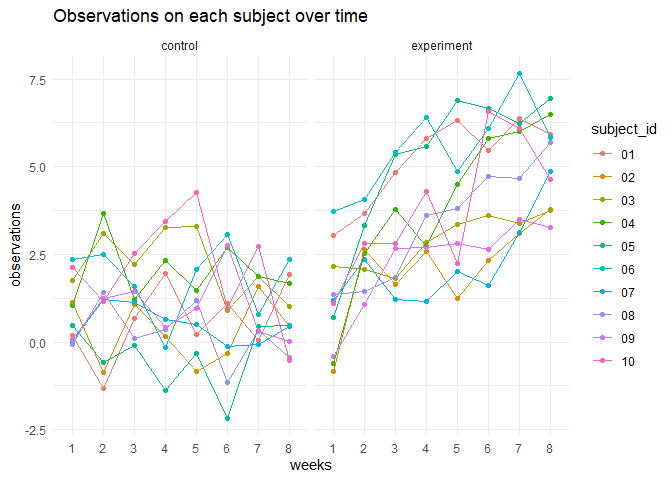 Observations on each subject over time
control experiment
7.5
5.0
2.5
0.0
-2.5
observations
1 2 3 4 5 6 7 8 1 2 3 4 5 6 7 8
weeks
subject_id
01
02
03
04
05
06
07
08
09
10